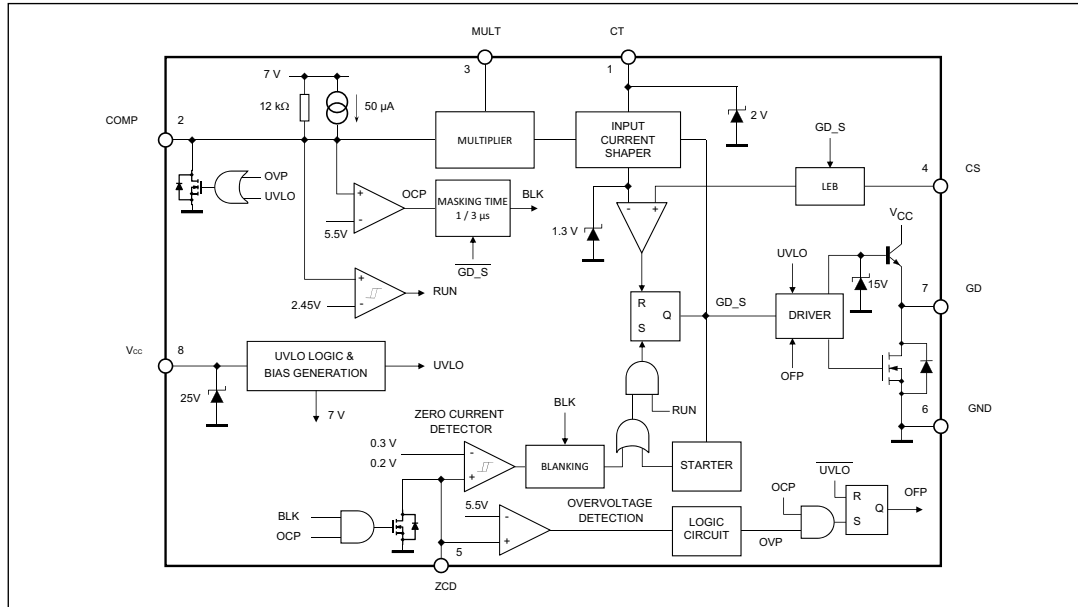 MULT
CT
3
1
7 V
12 kΩ
50 µA
2 V
COMP
2
MULTIPLIER
INPUT
CURRENT
SHAPER
GD_S
4
CS
LEB
OVP
UVLO
OCP
MASKING TIME
1 / 3 µs
BLK
+
-
5.5V
GD_S
-
+
1.3 V
VCC
UVLO
15V
7
GD
+
-
2.45V
RUN
R
S
Q
GD_S
DRIVER
OFP
VCC
8
UVLO LOGIC &
BIAS GENERATION
UVLO
25V
7 V
6
GND
RUN
BLK
ZERO CURRENT
DETECTOR
0.3 V
0.2 V
-
+
BLANKING
STARTER
UVLO
OCP
R
S
Q
OFP
BLK
OCP
5.5V
-
+
OVERVOLTAGE
DETECTION
LOGIC
CIRCUIT
OVP
5
ZCD